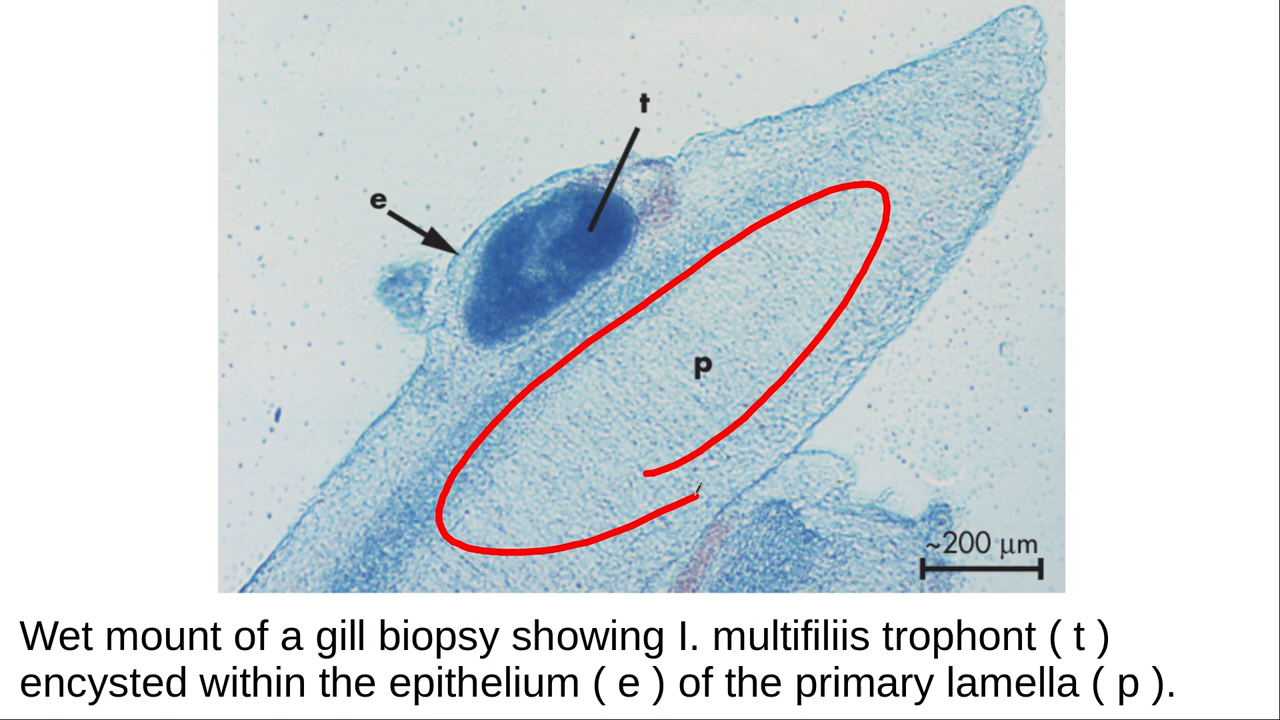 t
e
p
~200 μm
Wet mount of a gill biopsy showing I. multifiliis trophont ( t )
encysted within the epithelium ( e ) of the primary lamella ( p ).